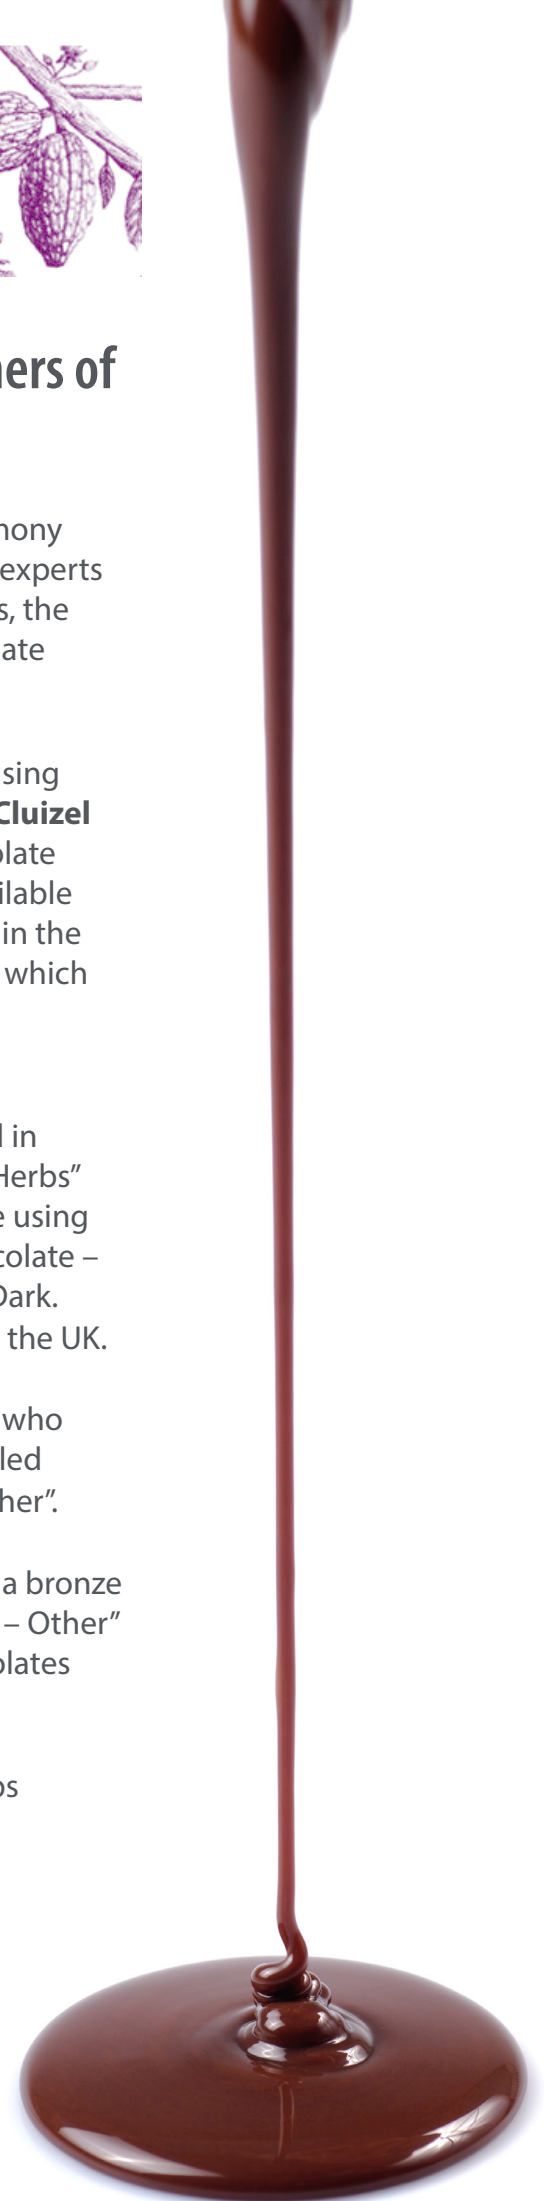 ners of
nony
experts
s, the
ate
sing
Cluizel
olate
ilable
in the
which
l in
Herbs”
e using
colate –
Dark.
the UK.
who
led
her”.
a bronze
– Other”
olates
os